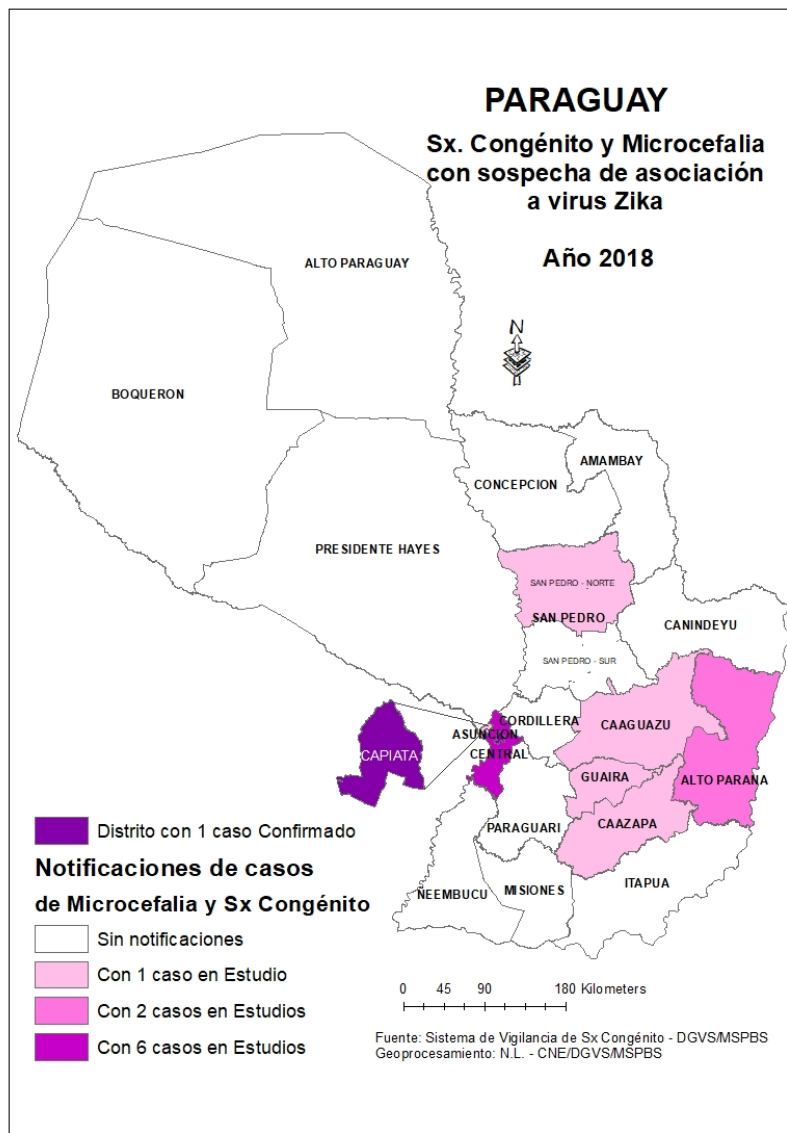 PARAGUAY
Sx. Congénito y Microcefalia
con sospecha de asociación
a virus Zika
Año 2018
N
ALTO PARAGUAY
BOQUERON
AMAMBAY
CONCEPCION
PRESIDENTE HAYES
SAN PEDRO - NORTE
SAN PEDRO
CANINDEYU
SAN PEDRO - SUR
CORDILLERA
CAAGUAZU
ASUNCION
CAPIATA
CENTRAL
GUAIRA
ALTO PARANA
CAAZAPA
PARAGUARI
ITAPUA
MISIONES
ÑEEMBUCU
Distrito con 1 caso Confirmado
Notificaciones de casos
de Microcefalia y Sx Congénito
Sin notificaciones
Con 1 caso en Estudio
Con 2 casos en Estudios
Con 6 casos en Estudios
0 45 90 180 Kilometers
Fuente: Sistema de Vigilancia de Sx Congénito - DGVS/MSPBS
Geoprocesamiento: N.L. - CNE/DGVS/MSPBS